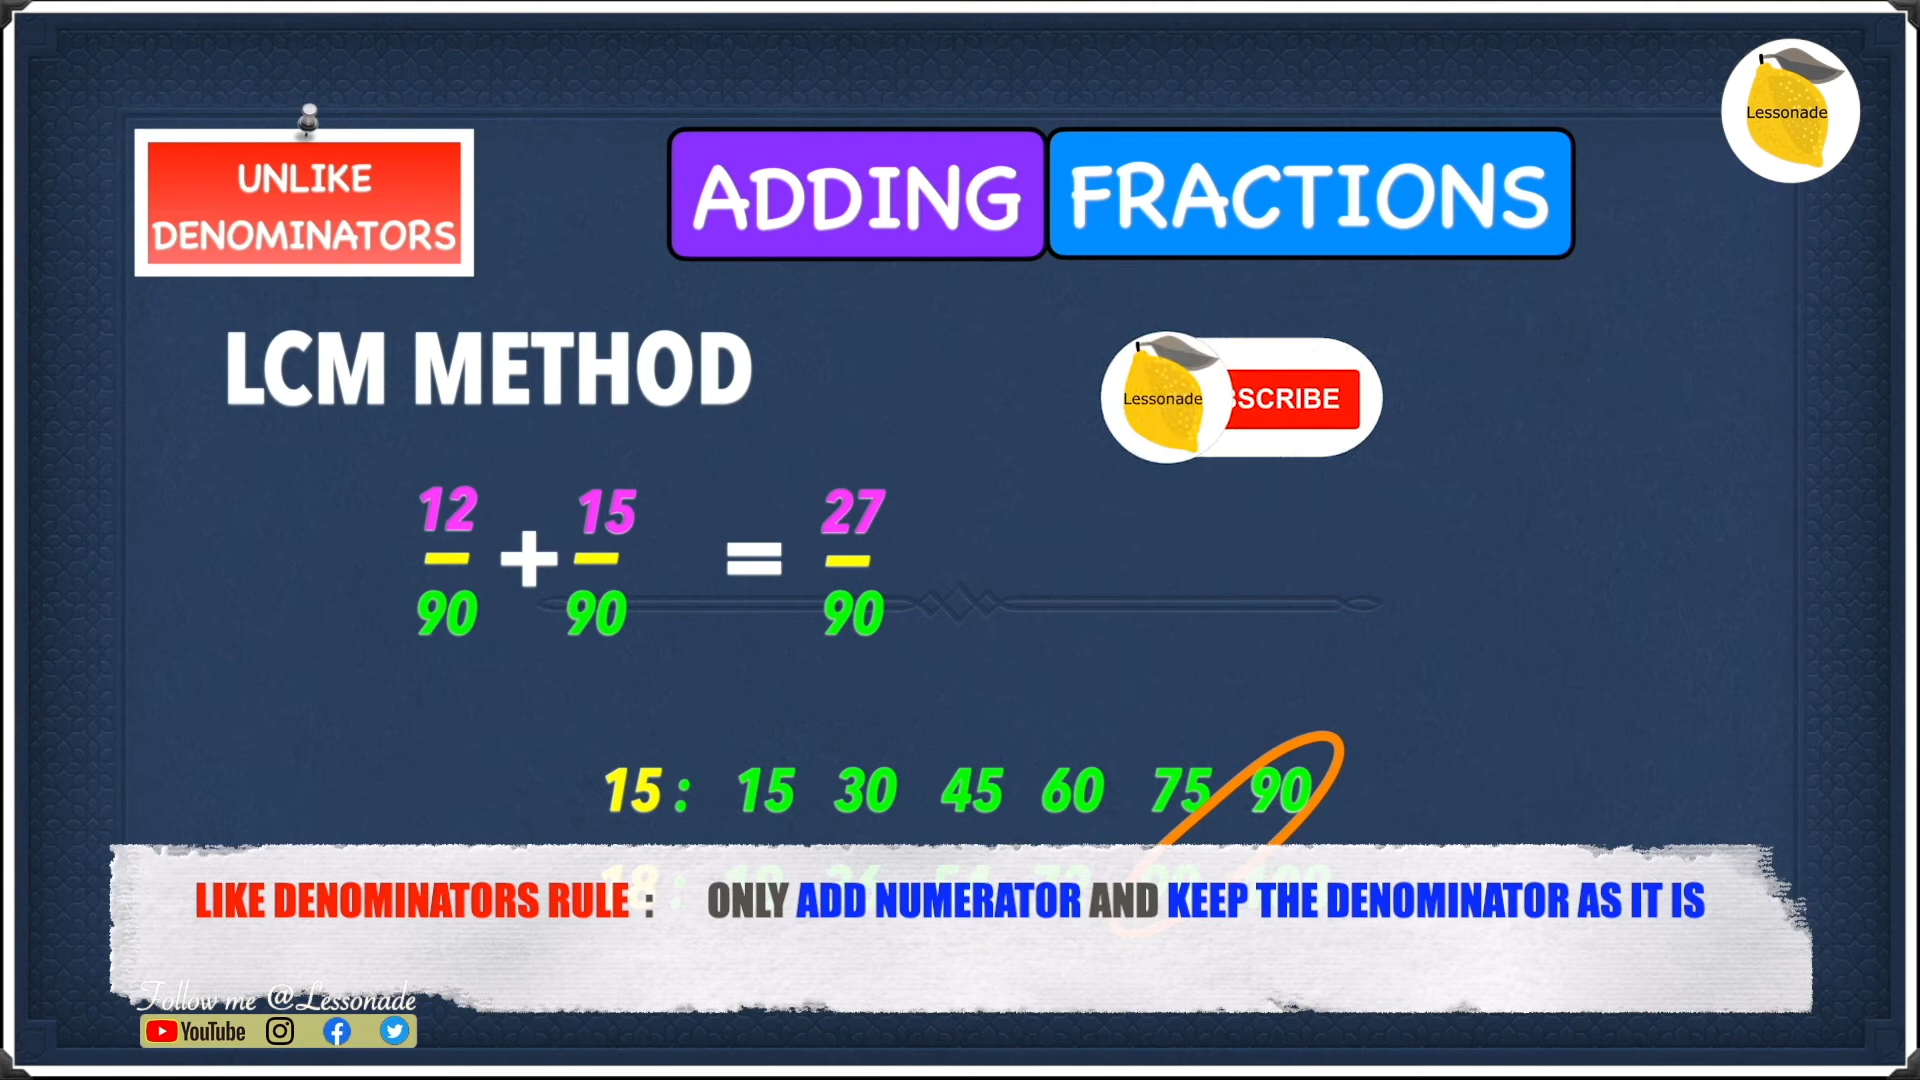 Lessonade
UNLIKE
DENOMINATORS
ADDING FRACTIONS
LCM METHOD
Lessonade
BSCRIBE
12 15 27
+ =
90 90 90
15 : 15 30 45 60 75 90
18 :
LIKE DENOMINATORS RULE : ONLY ADD NUMERATOR AND KEEP THE DENOMINATOR AS IT IS
Follow me @Lessonade
YouTube